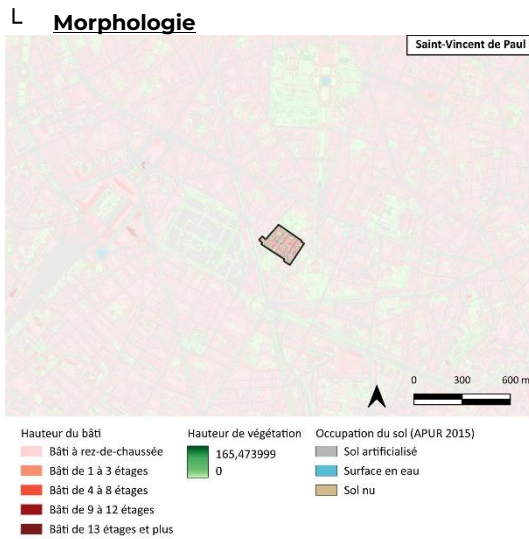 L
Morphologie
Saint-Vincent de Paul
0 300 600 m
Hauteur du bâti
Bâti à rez-de-chaussée
Bâti de 1 à 3 étages
Bâti de 4 à 8 étages
Bâti de 9 à 12 étages
Bâti de 13 étages et plus
Hauteur de végétation
165,473999
0
Occupation du sol (APUR 2015)
Sol artificialisé
Surface en eau
Sol nu